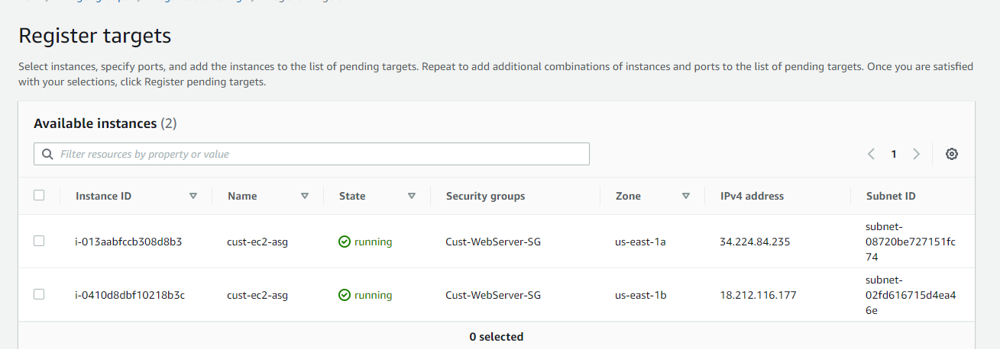 Register targets
Select instances, specify ports, and add the instances to the list of pending targets. Repeat to add additional combinations of instances and ports to the list of pending targets. Once you are satisfied
with your selections, click Register pending targets.
Available instances (2)
Filter resources by property or value
1
Instance ID Name State Security groups Zone IPv4 address Subnet ID
i-013aabfccb308d8b3 cust-ec2-asg running Cust-WebServer-SG us-east-1a 34.224.84.235 subnet-
08720be727151fc
74
i-0410d8dbf10218b3c cust-ec2-asg running Cust-WebServer-SG us-east-1b 18.212.116.177 subnet-
02fd616715d4ea4
6e
0 selected